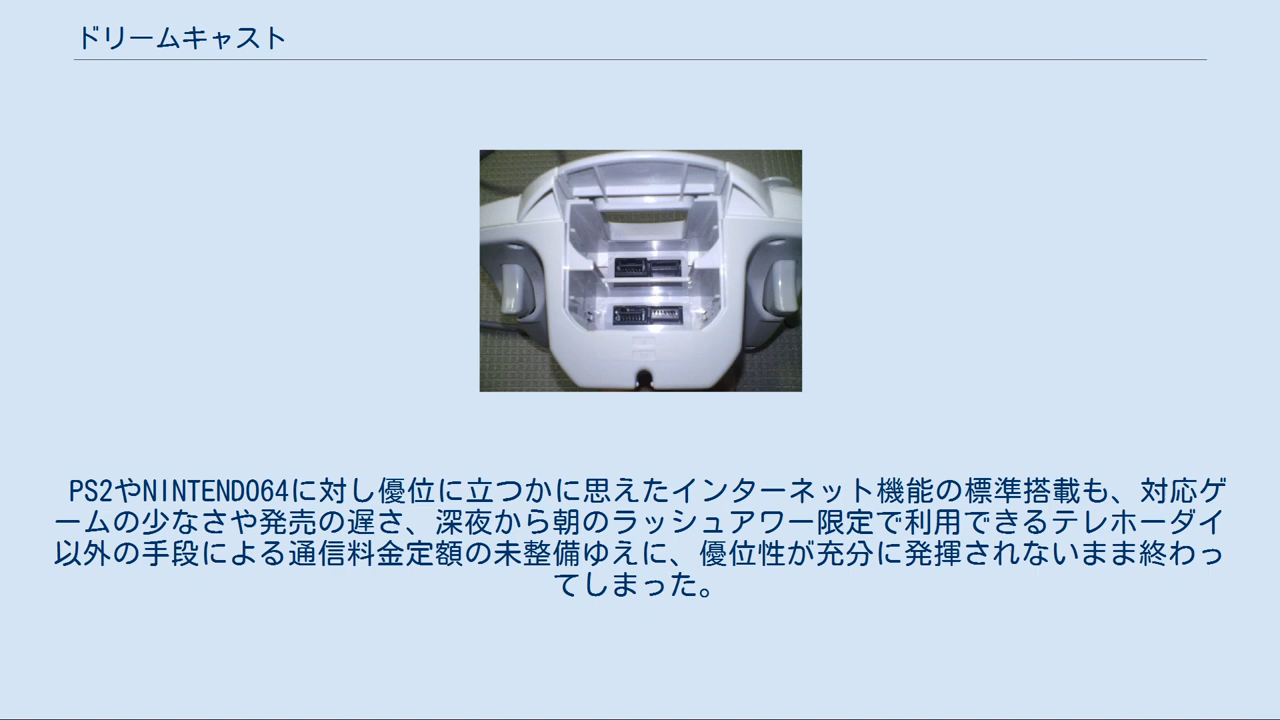 ドリームキャスト
PS2やNINTENDO64に対し優位に立つかに思えたインターネット機能の標準搭載も、対応ゲ
ームの少なさや発売の遅さ、深夜から朝のラッシュアワー限定で利用できるテレホーダイ
以外の手段による通信料金定額の未整備ゆえに、優位性が充分に発揮されないまま終わっ
てしまった。